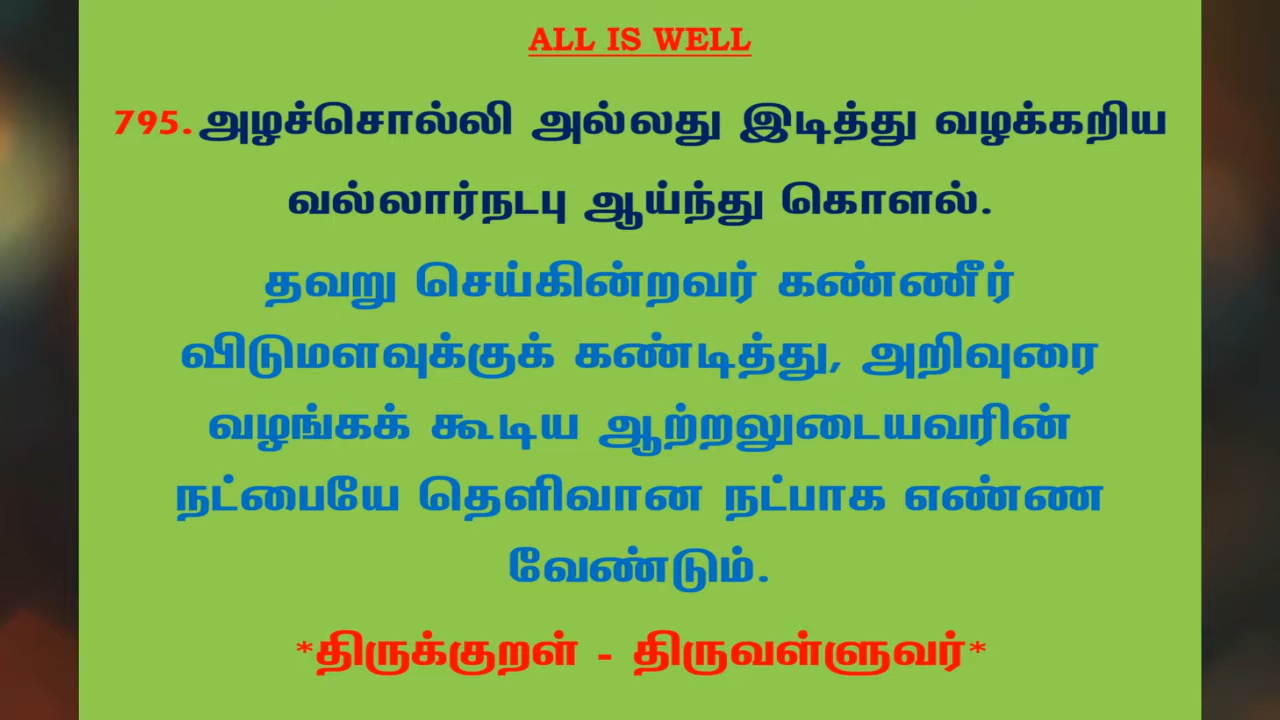 ALL IS WELL
795. அழச்சொல்லி அல்லது இடித்து வழக்கறிய
வல்லார்நடபு ஆய்ந்து கொளல்.
தவறு செய்கின்றவர் கண்ணீர்
விடுமளவுக்குக் கண்டித்து, அறிவுரை
வழங்கக் கூடிய ஆற்றலுடையவரின்
நட்பையே தெளிவான நட்பாக எண்ண
வேண்டும்.
*திருக்குறள் - திருவள்ளுவர்*